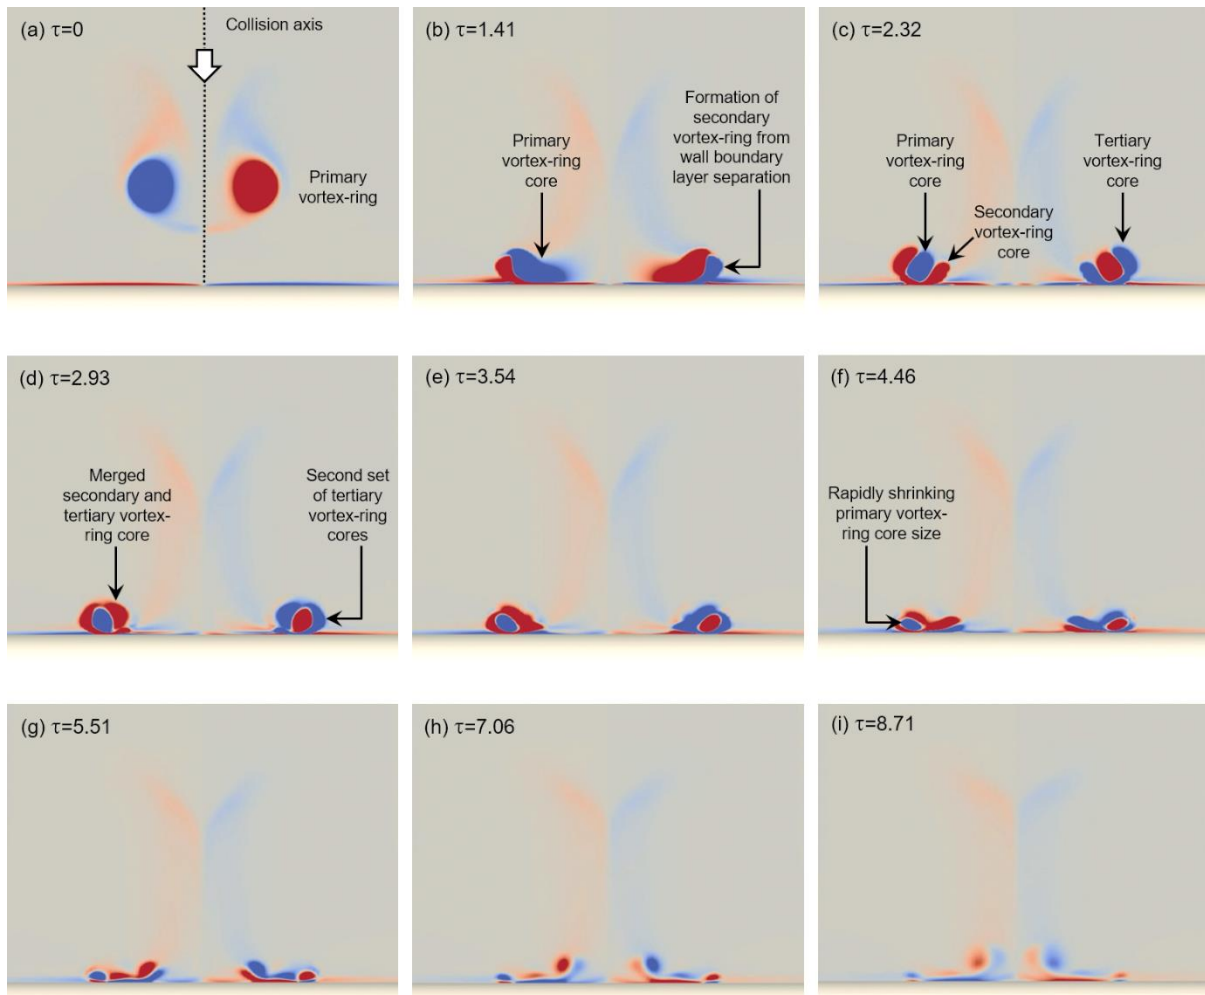 (a) τ=0
Collision axis
Primary
vortex-ring
(b) τ=1.41
Primary
vortex-ring
core
Formation of
secondary
vortex-ring from
wall boundary
layer separation
(c) τ=2.32
Primary
vortex-ring
core
Secondary
vortex-ring
core
Tertiary
vortex-ring
core
(d) τ=2.93
Merged
secondary and
tertiary vortex-
ring core
Second set
of tertiary
vortex-ring
cores
(e) τ=3.54
(f) τ=4.46
Rapidly shrinking
primary vortex-
ring core size
(g) τ=5.51
(h) τ=7.06
(i) τ=8.71